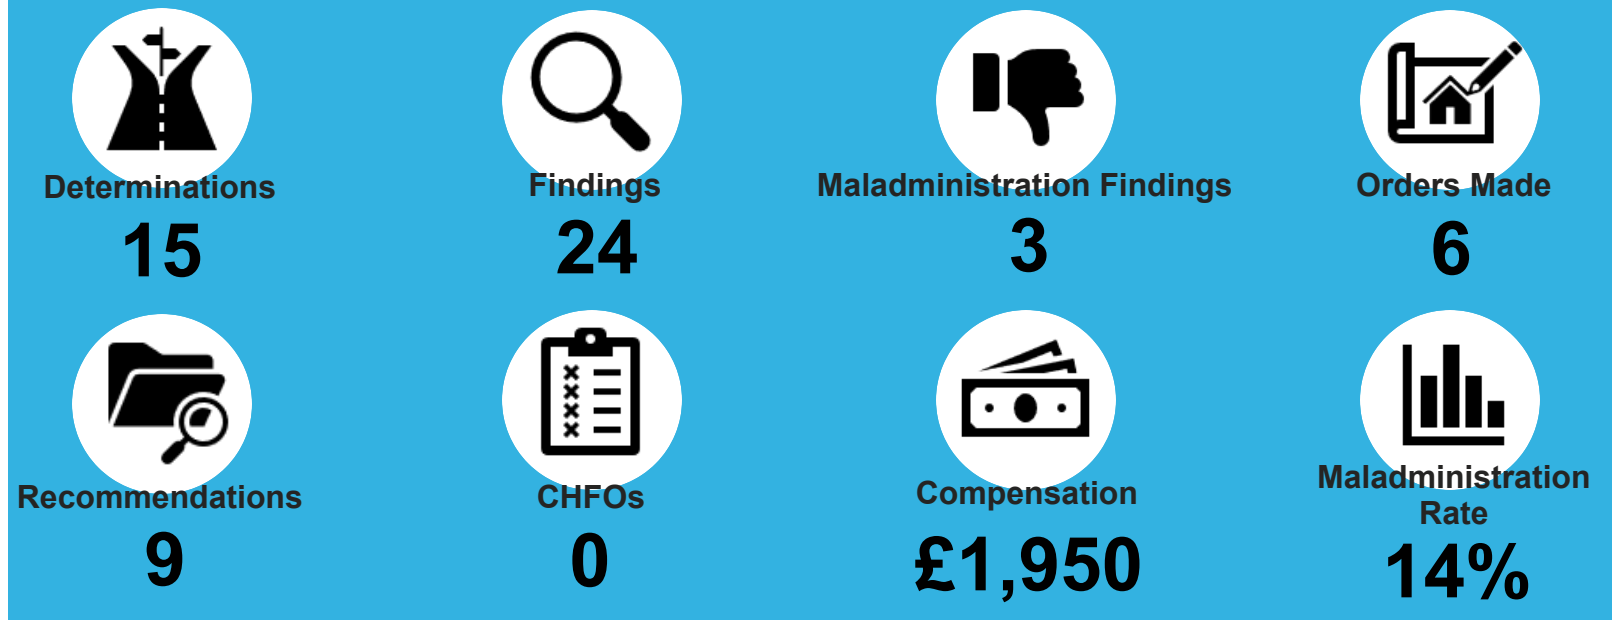 Determinations
15
Findings
24
Maladministration Findings
3
Orders Made
6
Recommendations
9
CHFOs
0
Compensation
£1,950
Maladministration
Rate
14%